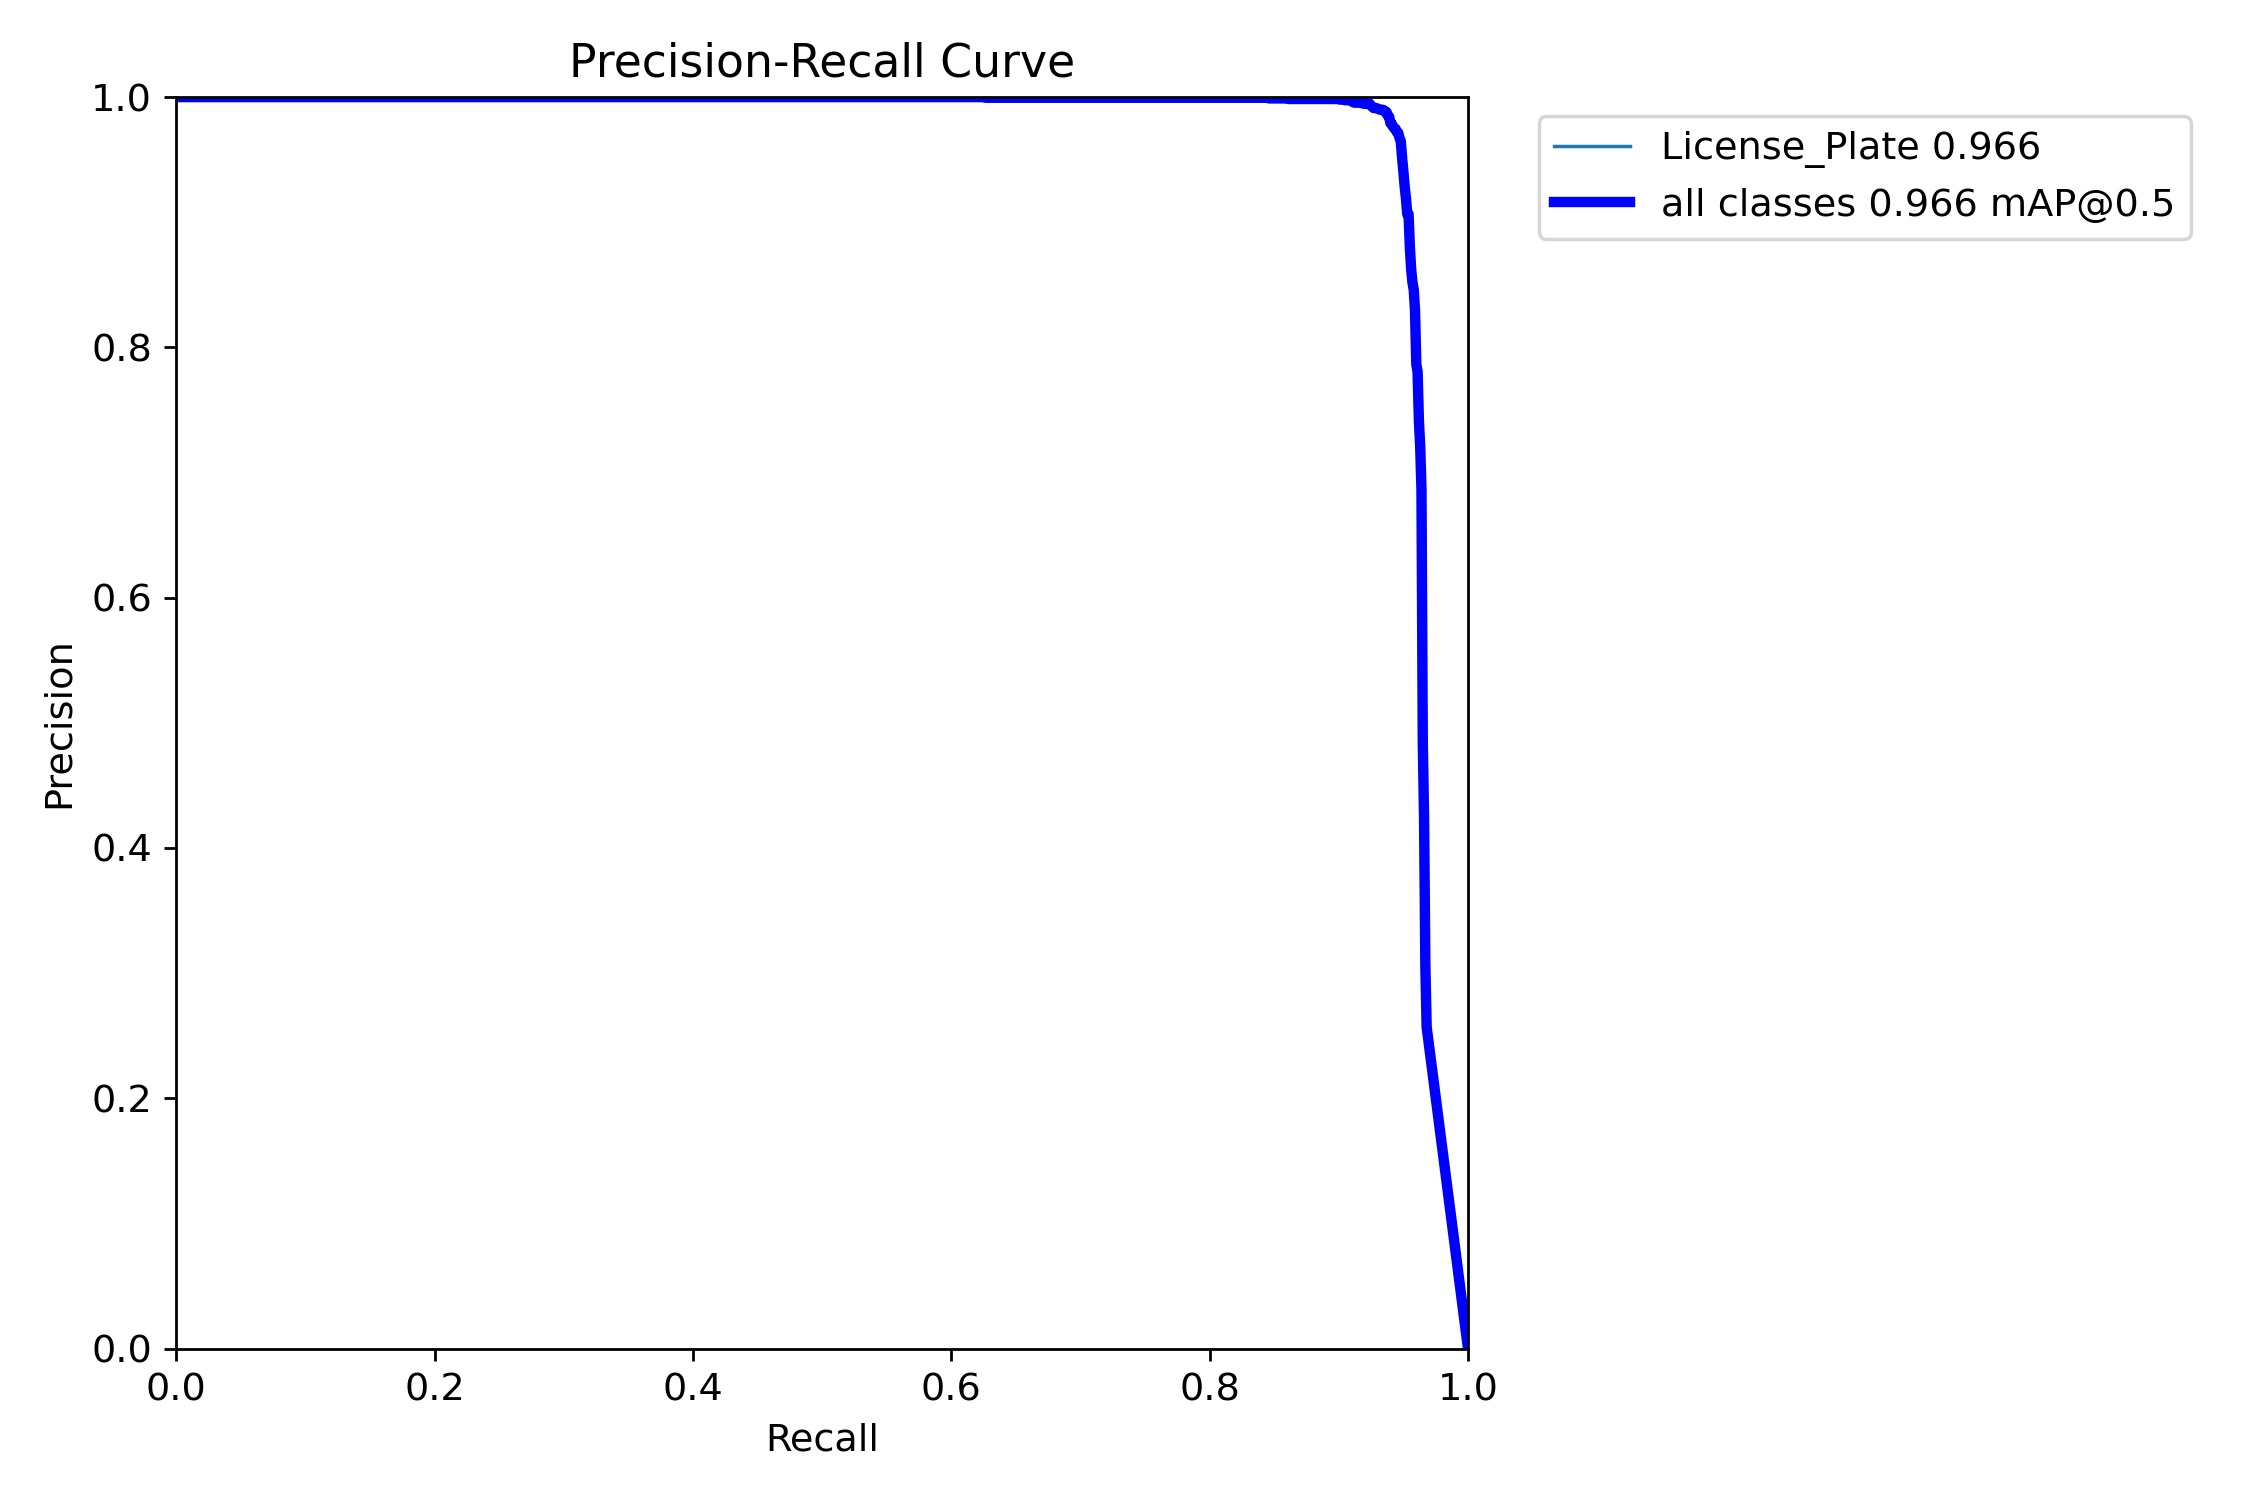 Precision-Recall Curve
1.0
0.8
0.6
0.4
0.2
0.0
Precision
0.0 0.2 0.4 0.6 0.8 1.0
Recall
License_Plate 0.966
all classes 0.966 mAP@0.5